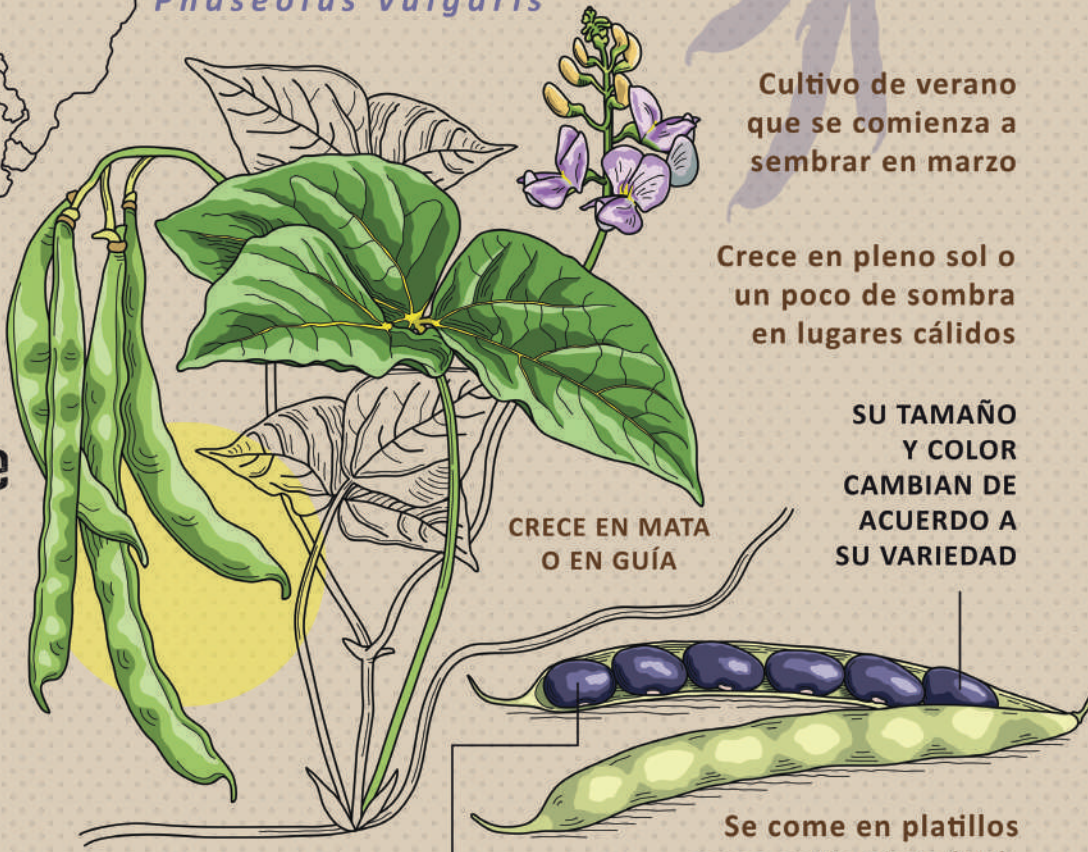 Phaseolus vulgaris
Cultivo de verano
que se comienza a
sembrar en marzo
Crece en pleno sol o
un poco de sombra
en lugares cálidos
SU TAMAÑO
Y COLOR
CAMBIAN DE
ACUERDO A
SU VARIEDAD
CRECE EN MATA
O EN GUÍA
Se come en platillos